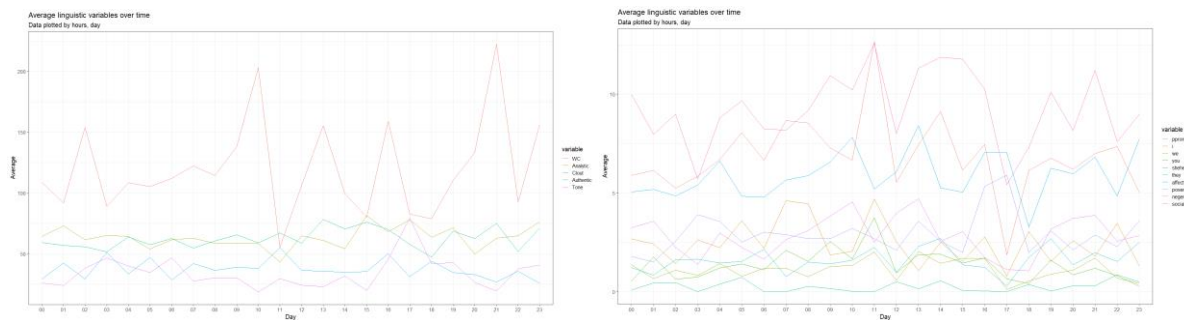 Average linguistic variables over time
Data plotted by hours, day
200
150
100
50
Average
00 01 02 03 04 05 06 07 08 09 10 11 12 13 14 15 16 17 18 19 20 21 22 23
Day
variable
WC
Analytic
Clout
Authentic
Tone
Average linguistic variables over time
Data plotted by hours, day
10
5
0
Average
00 01 02 03 04 05 06 07 08 09 10 11 12 13 14 15 16 17 18 19 20 21 22 23
Day
variable
i
we
you
they
affect
social